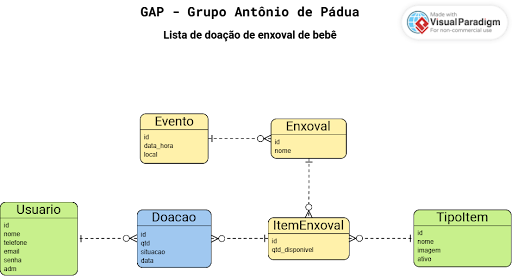 GAP - Grupo Antônio de Pádua
Lista de doação de enxoval de bebê
Made with
VisualParadigm
For non-commercial use
Evento
id
data_hora
local
Enxoval
id
nome
Usuario
id
nome
telefone
email
senha
adm
Doacao
id
qtd
situacao
data
ItemEnxoval
id
qtd_disponivel
TipoItem
id
nome
imagem
ativo